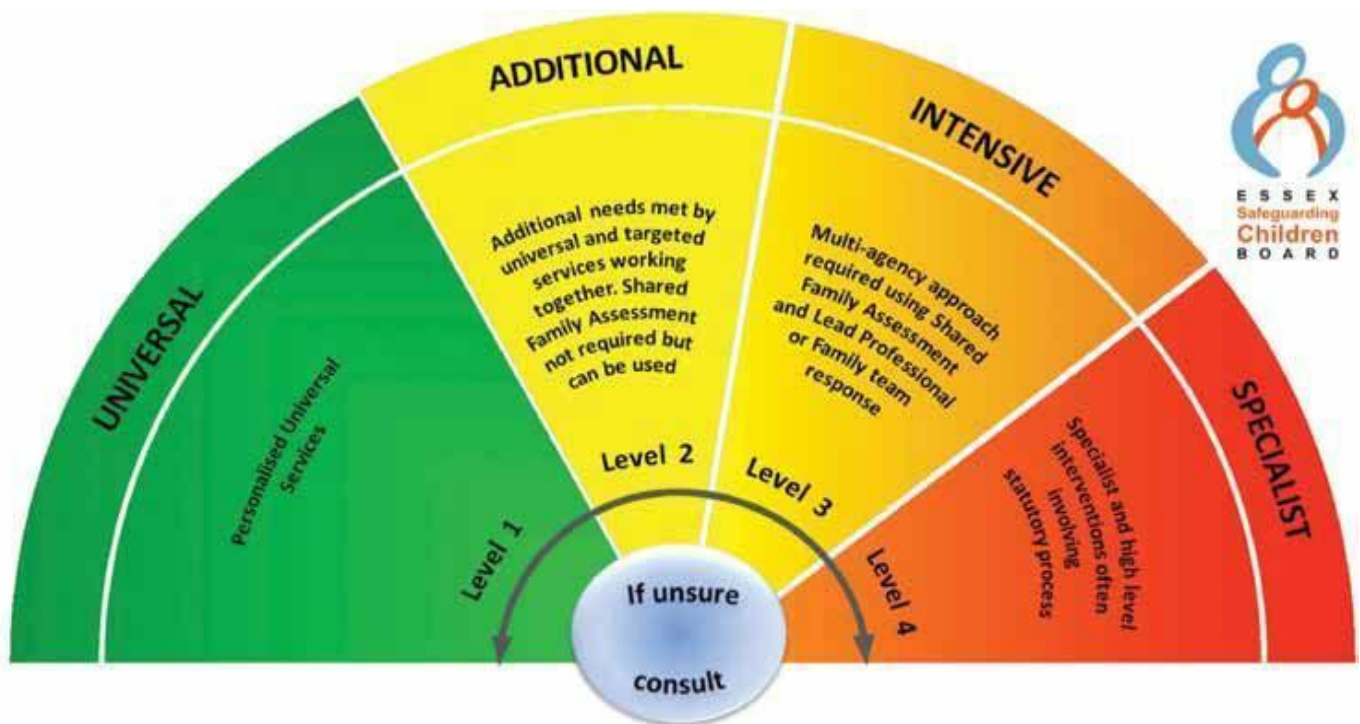 UNIVERSAL
Personalised Universal
Services
Level 1
ADDITIONAL
Additional needs met by
universal and targeted
services working
together. Shared
Family Assessment
not required but
can be used
Level 2
INTENSIVE
Multi-agency approach
required using Shared
Family Assessment
and Lead Professional
or Family team
response
Level 3
SPECIALIST
Specialist and high level
interventions often
involving
statutory process
Level 4
If unsure
consult
ESSEX
Safeguarding
Children
BOARD